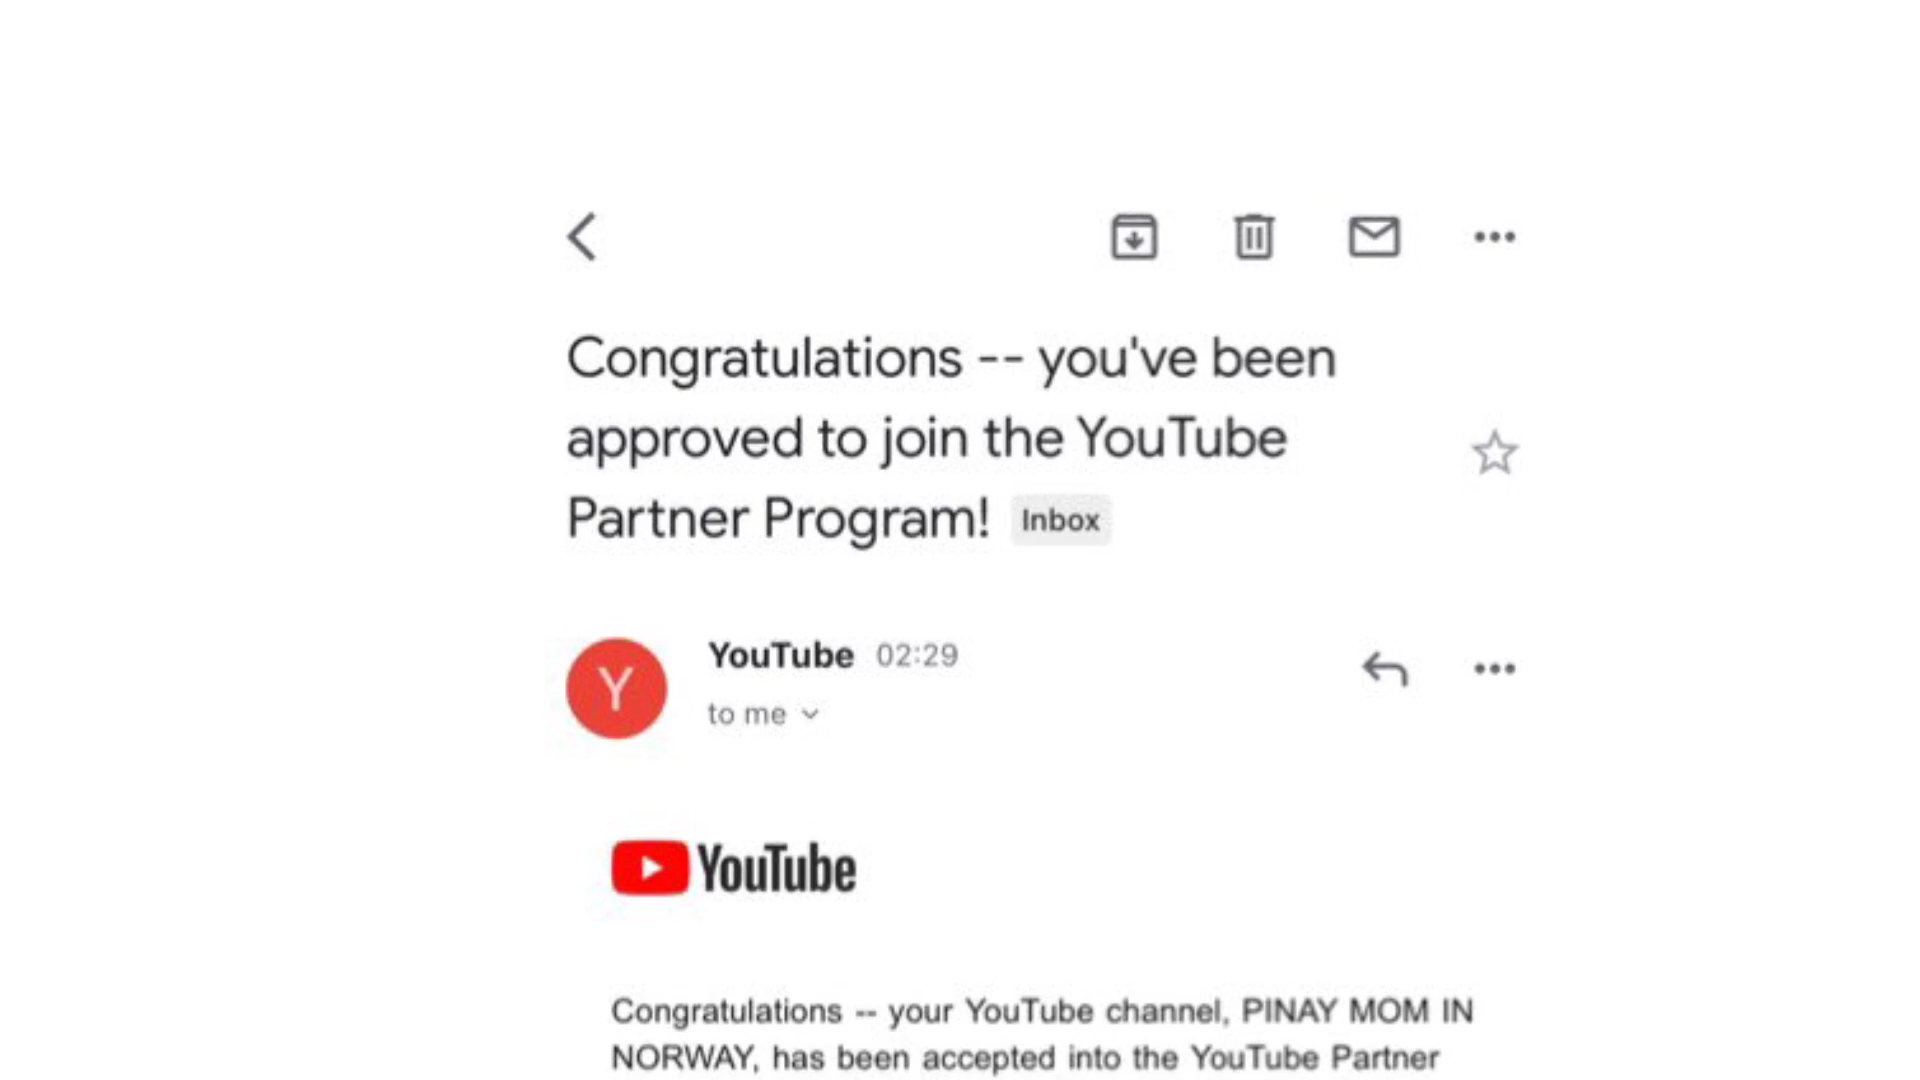 Congratulations -- you've been
approved to join the YouTube
Partner Program! Inbox
Y
YouTube 02:29
to me
YouTube
Congratulations -- your YouTube channel, PINAY MOM IN
NORWAY, has been accepted into the YouTube Partner